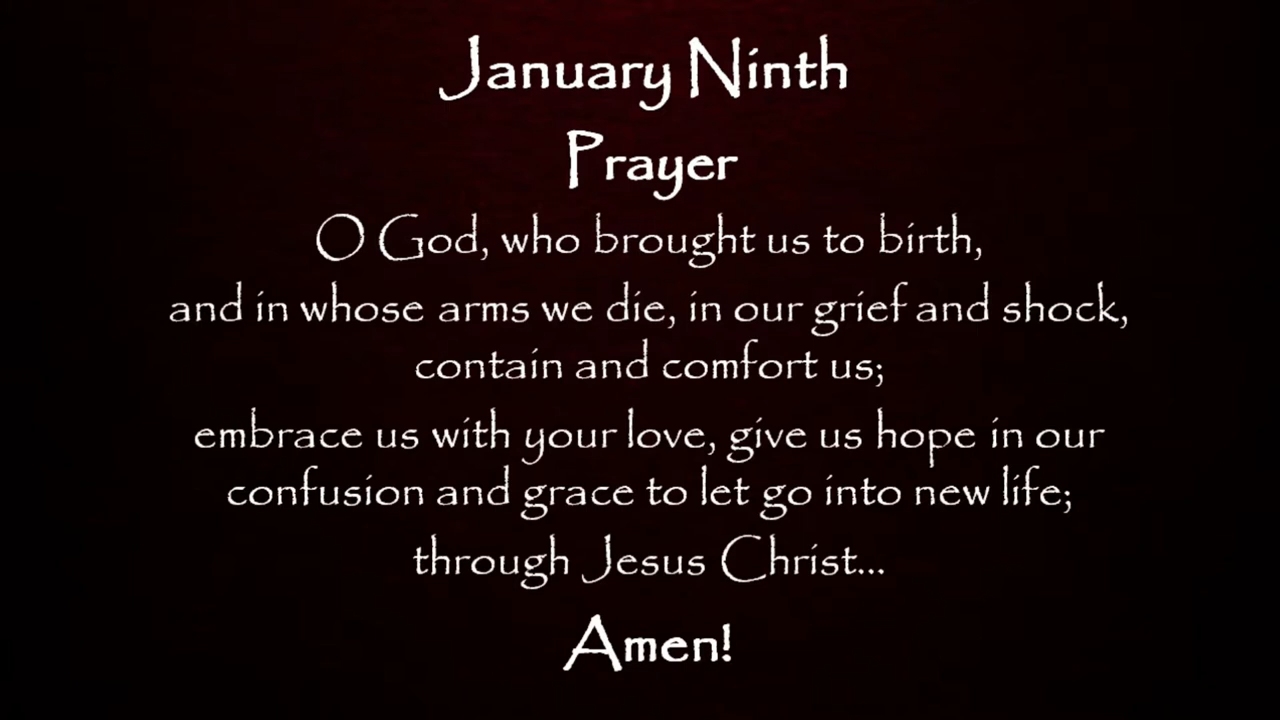 January Ninth
Prayer
O God, who brought us to birth,
and in whose arms we die, in our grief and shock,
contain and comfort us;
embrace us with your love, give us hope in our
confusion and grace to let go into new life;
through Jesus Christ...
Amen!